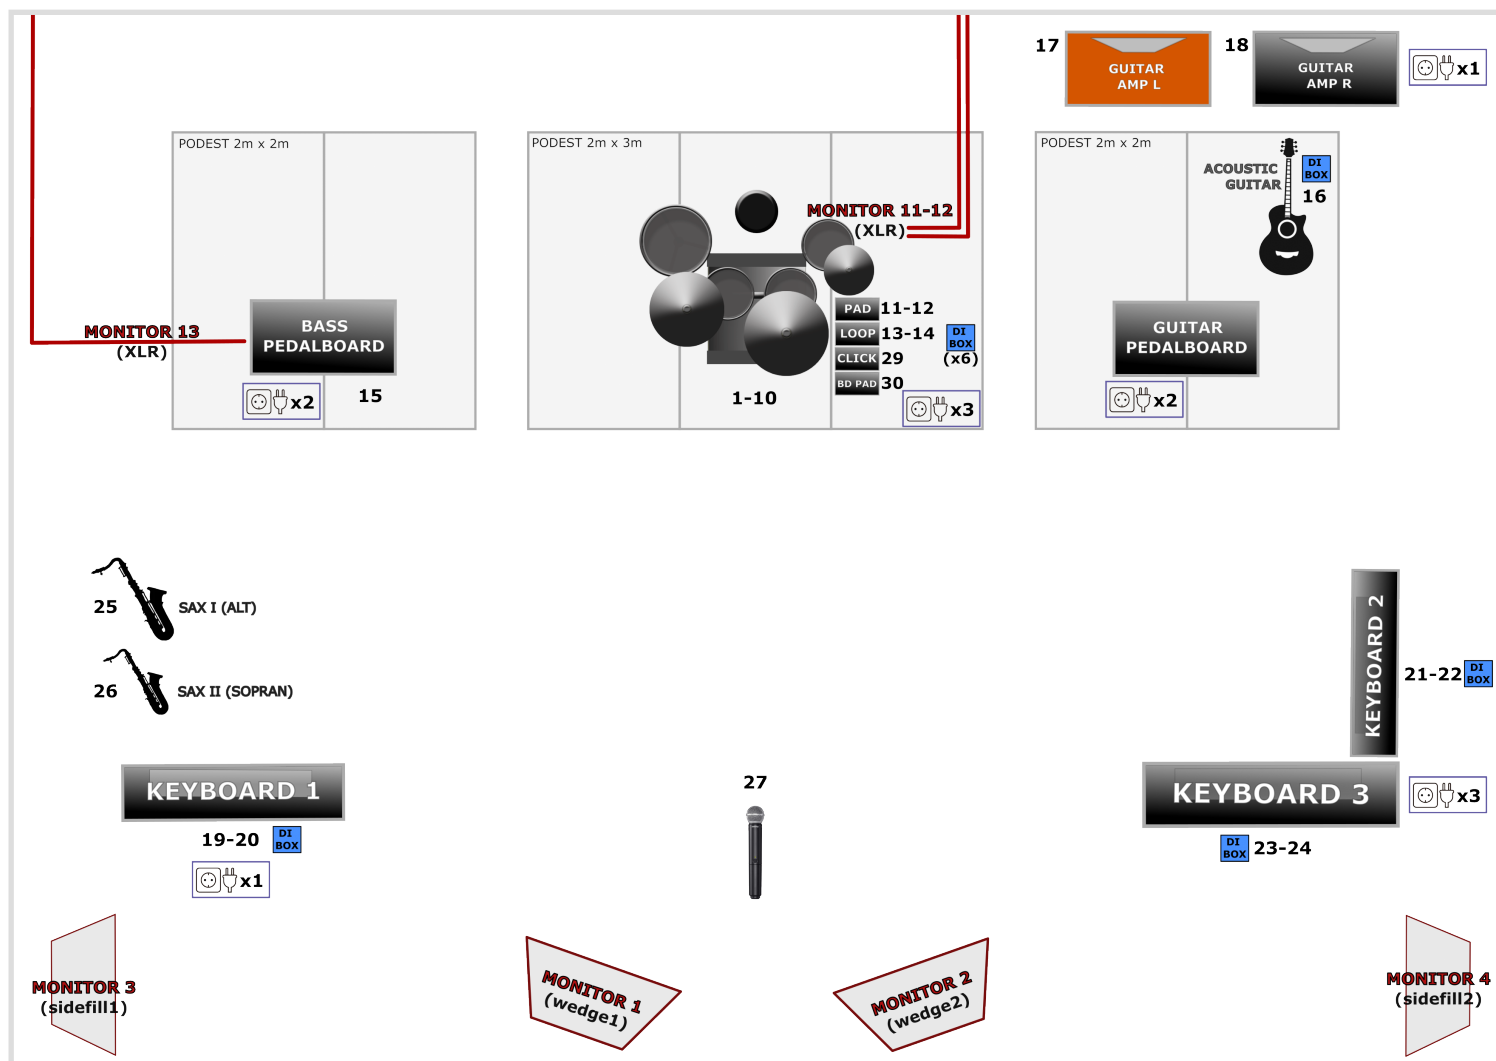 17
GUITAR
AMP L
18
GUITAR
AMP R
x1
PODEST 2m x 2m
PODEST 2m x 3m
PODEST 2m x 2m
ACOUSTIC
GUITAR
DI
BOX
16
MONITOR 11-12
(XLR)
PAD 11-12
LOOP 13-14
CLICK 29
BD PAD 30
DI
BOX
(x6)
x3
1-10
MONITOR 13
(XLR)
BASS
PEDALBOARD
x2
15
GUITAR
PEDALBOARD
x2
25
SAX I (ALT)
26
SAX II (SOPRAN)
KEYBOARD 2
21-22
DI
BOX
KEYBOARD 1
19-20
DI
BOX
x1
27
KEYBOARD 3
x3
DI
BOX
23-24
MONITOR 3
(sidefill1)
MONITOR 1
(wedge1)
MONITOR 2
(wedge2)
MONITOR 4
(sidefill2)